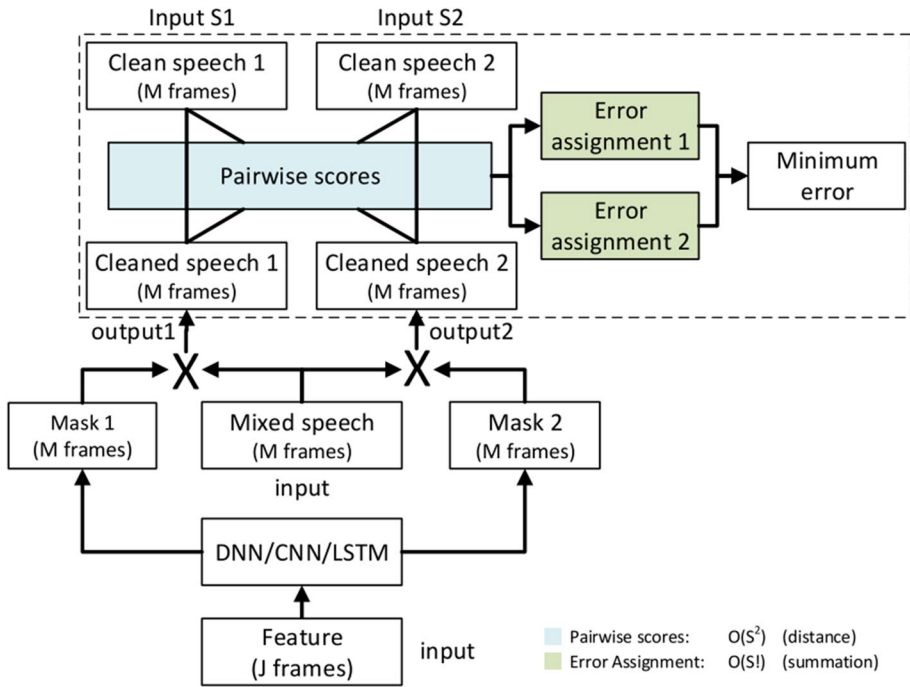 Input S1
Input S2
Clean speech 1
(M frames)
Clean speech 2
(M frames)
Pairwise scores
Error
assignment 1
Error
assignment 2
Minimum
error
Cleaned speech 1
(M frames)
Cleaned speech 2
(M frames)
output1
output2
X
X
Mask 1
(M frames)
Mixed speech
(M frames)
Mask 2
(M frames)
input
DNN/CNN/LSTM
Feature
(J frames)
input
Pairwise scores: O(S²) (distance)
Error Assignment: O(S!) (summation)